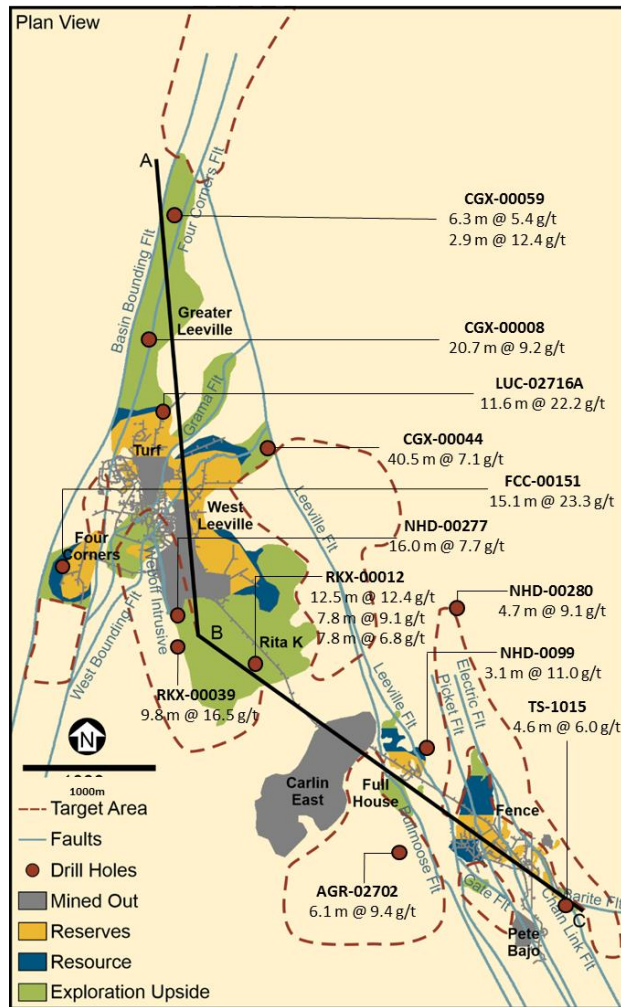 Plan View
A
CGX-00059
6.3 m @ 5.4 g/t
2.9 m @ 12.4 g/t
Four Corners Flt
Basin Bounding Flt
Greater
Leeville
CGX-00008
20.7 m @ 9.2 g/t
Grama Flt
LUC-02716A
11.6 m @ 22.2 g/t
Turf
CGX-00044
40.5 m @ 7.1 g/t
Leeville Flt
FCC-00151
15.1 m @ 23.3 g/t
West
Leeville
Four
Corners
NHD-00277
16.0 m @ 7.7 g/t
RKX-00012
12.5 m @ 12.4 g/t
7.8 m @ 9.1 g/t
7.8 m @ 6.8 g/t
NHD-00280
4.7 m @ 9.1 g/t
West Bounding Flt
Intrusive
B
Rita K
NHD-0099
3.1 m @ 11.0 g/t
RKX-00039
9.8 m @ 16.5 g/t
Leeville Flt
Picket Flt
Electric Flt
TS-1015
4.6 m @ 6.0 g/t
N
1000m
Carlin
East
Full
House
Bullmoose Flt
Fence
AGR-02702
6.1 m @ 9.4 g/t
Gate Flt
Chain Link Flt
Barite Flt
C
Pete
Bajo
Target Area
Faults
Drill Holes
Mined Out
Reserves
Resource
Exploration Upside